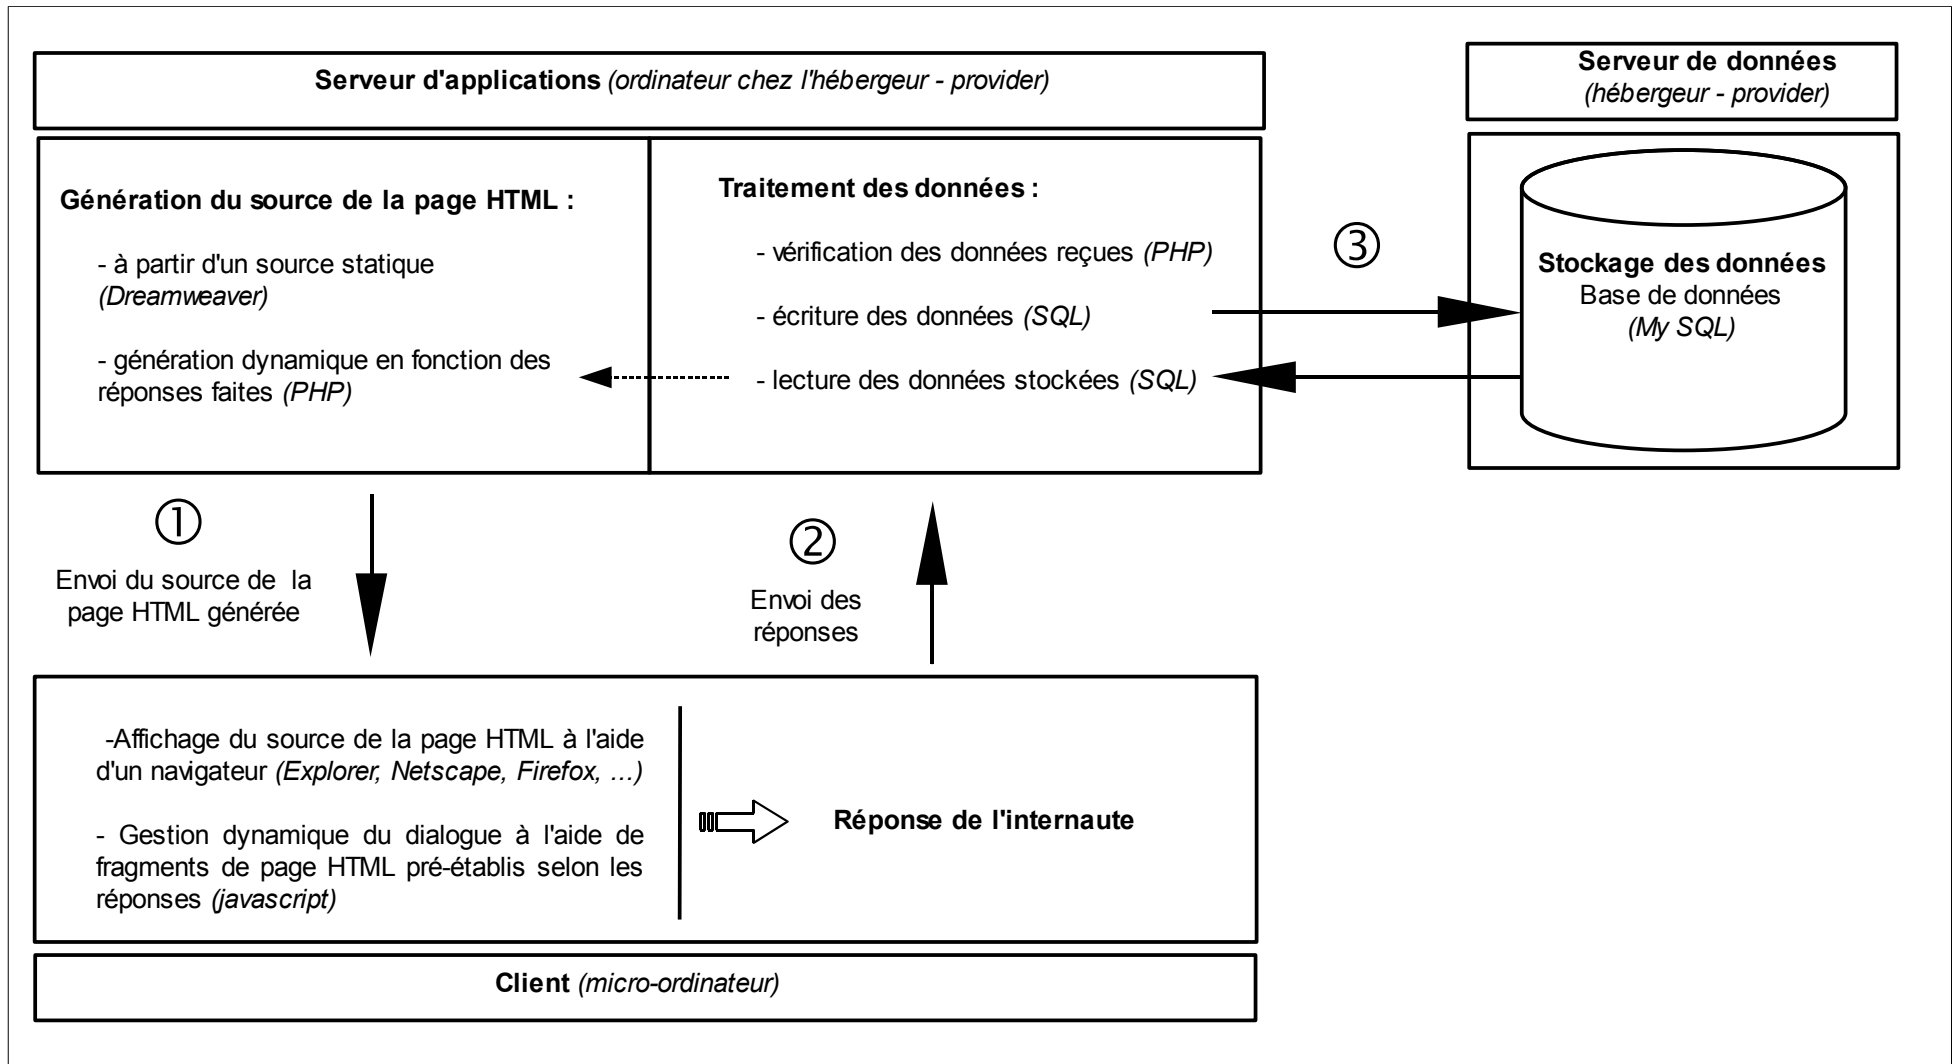 Serveur d'applications (ordinateur chez l'hébergeur - provider)
Serveur de données
(hébergeur - provider)
Génération du source de la page HTML :
- à partir d'un source statique
(Dreamweaver)
- génération dynamique en fonction des
réponses faites (PHP)
Traitement des données :
- vérification des données reçues (PHP)
- écriture des données (SQL)
- lecture des données stockées (SQL)
③
Stockage des données
Base de données
(My SQL)
①
Envoi du source de la
page HTML générée
②
Envoi des
réponses
-Affichage du source de la page HTML à l'aide
d'un navigateur (Explorer, Netscape, Firefox, …)
- Gestion dynamique du dialogue à l'aide de
fragments de page HTML pré-établis selon les
réponses (javascript)
Réponse de l'internaute
Client (micro-ordinateur)